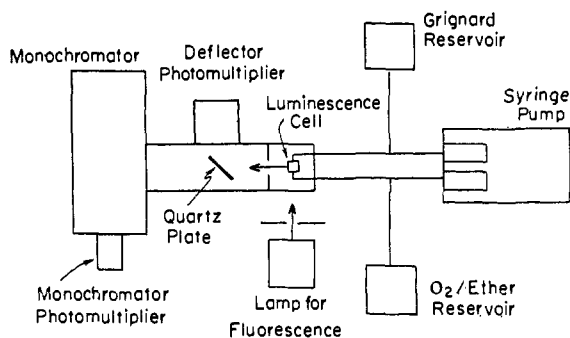 Grignard
Reservoir
Monochromator
Deflector
Photomultiplier
Luminescence
Cell
Syringe
Pump
Quartz
Plate
Monochromator
Photomultiplier
Lamp for
Fluorescence
O₂/Ether
Reservoir